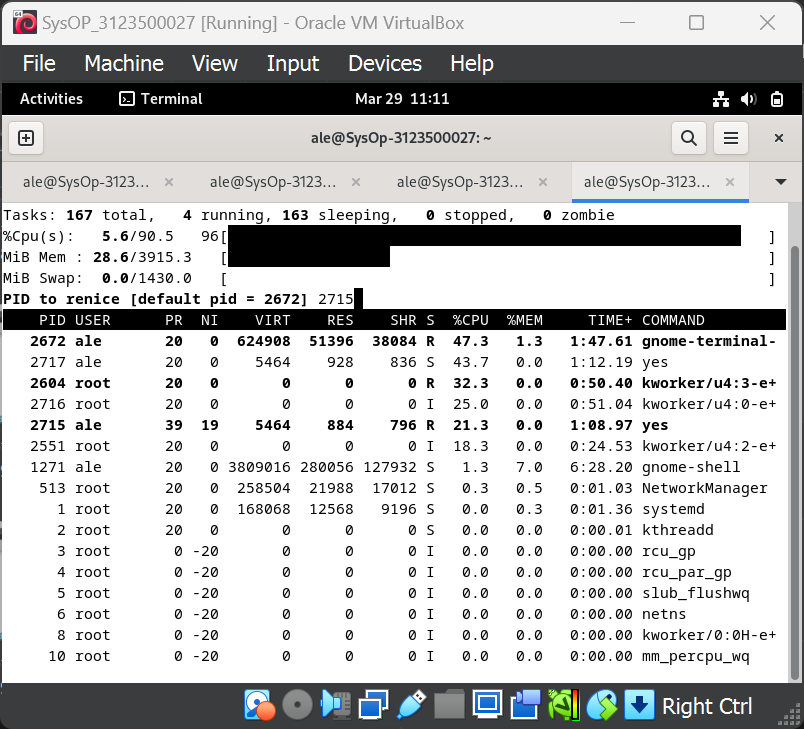 SysOP_3123500027 [Running] - Oracle VM VirtualBox
File Machine View Input Devices Help
Activities Terminal Mar 29 11:11
ale@SysOp-3123500027: ~
ale@SysOp-3123... ale@SysOp-3123... ale@SysOp-3123... ale@SysOp-3123...
Tasks: 167 total, 4 running, 163 sleeping, 0 stopped, 0 zombie
%Cpu(s): 5.6/90.5 96[ ]
MiB Mem : 28.6/3915.3 [ ]
MiB Swap: 0.0/1430.0 [ ]
PID to renice [default pid = 2672] 2715
PID USER PR NI VIRT RES SHR S %CPU %MEM TIME+ COMMAND
2672 ale 20 0 624908 51396 38084 R 47.3 1.3 1:47.61 gnome-terminal-
2717 ale 20 0 5464 928 836 S 43.7 0.0 1:12.19 yes
2604 root 20 0 0 0 0 R 32.3 0.0 0:50.40 kworker/u4:3-e+
2716 root 20 0 0 0 0 I 25.0 0.0 0:51.04 kworker/u4:0-e+
2715 ale 39 19 5464 884 796 R 21.3 0.0 1:08.97 yes
2551 root 20 0 0 0 0 I 18.3 0.0 0:24.53 kworker/u4:2-e+
1271 ale 20 0 3809016 280056 127932 S 1.3 7.0 6:28.20 gnome-shell
513 root 20 0 258504 21988 17012 S 0.3 0.5 0:01.03 NetworkManager
1 root 20 0 168068 12568 9196 S 0.0 0.3 0:01.36 systemd
2 root 20 0 0 0 0 S 0.0 0.0 0:00.01 kthreadd
3 root 0 -20 0 0 0 I 0.0 0.0 0:00.00 rcu_gp
4 root 0 -20 0 0 0 I 0.0 0.0 0:00.00 rcu_par_gp
5 root 0 -20 0 0 0 I 0.0 0.0 0:00.00 slub_flushwq
6 root 0 -20 0 0 0 I 0.0 0.0 0:00.00 netns
8 root 0 -20 0 0 0 I 0.0 0.0 0:00.00 kworker/0:0H-e+
10 root 0 -20 0 0 0 I 0.0 0.0 0:00.00 mm_percpu_wq
Right Ctrl